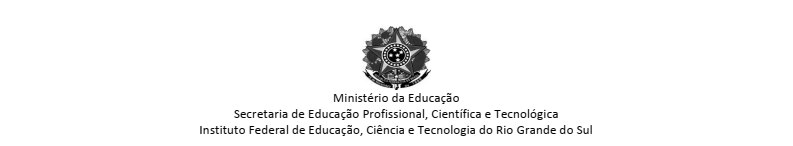 Ministério da Educação
Secretaria de Educação Profissional, Científica e Tecnológica
Instituto Federal de Educação, Ciência e Tecnologia do Rio Grande do Sul